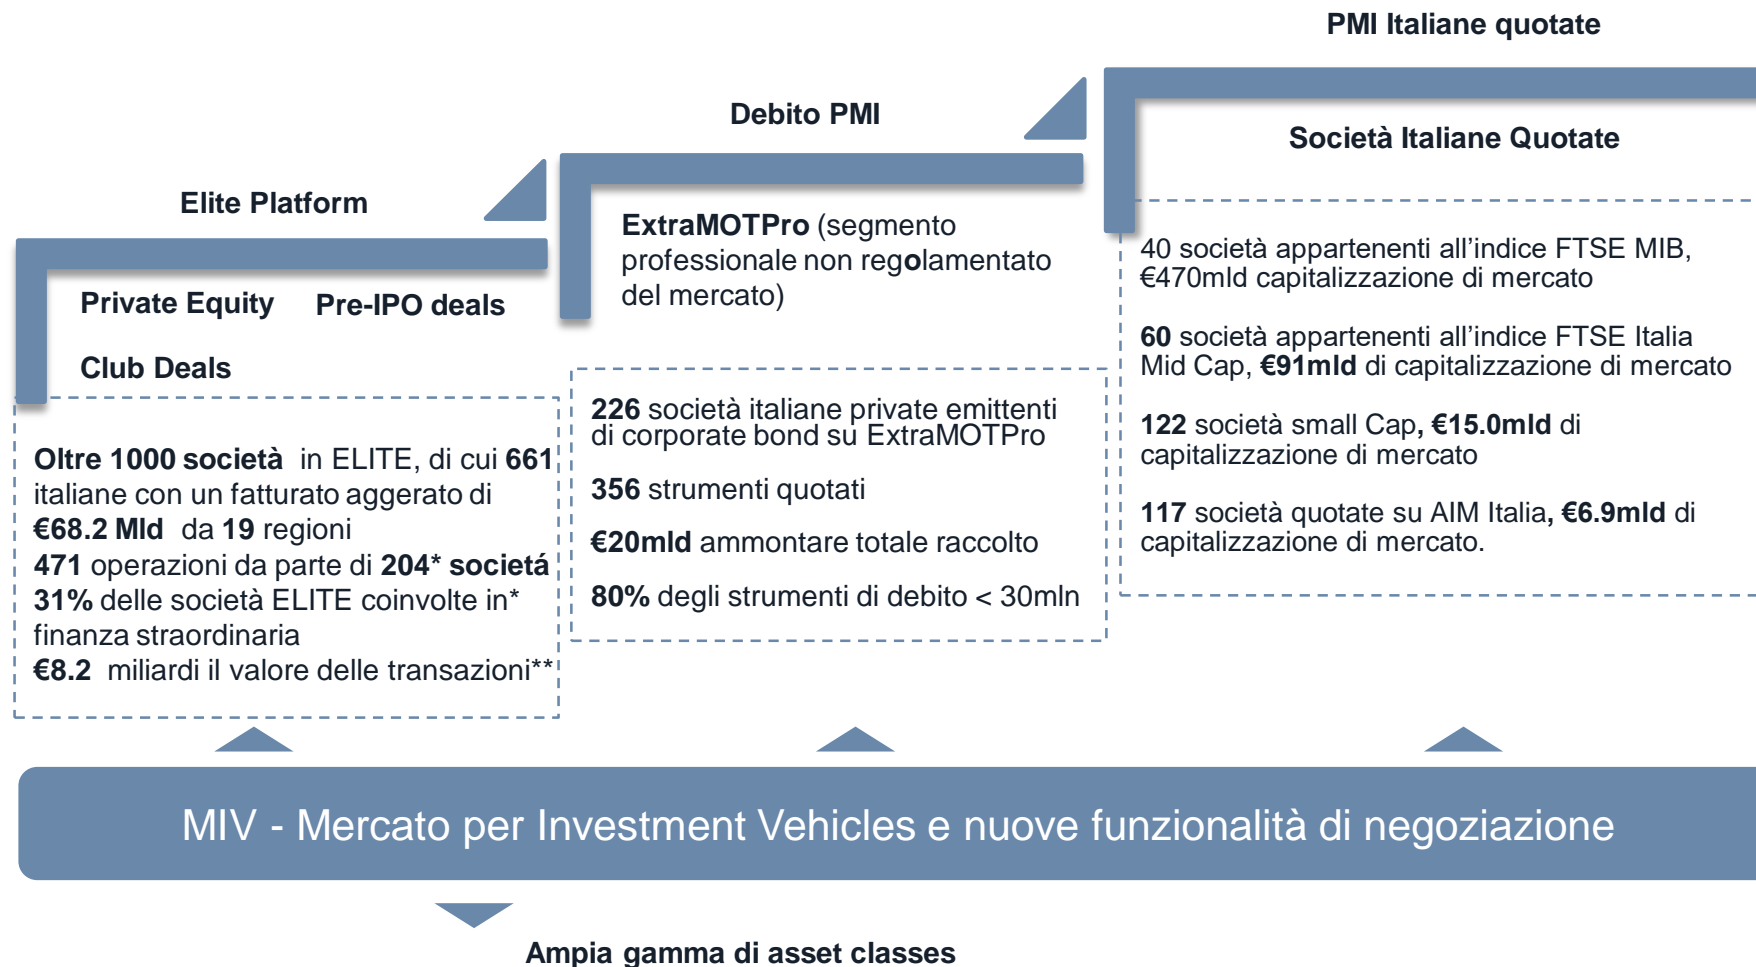 PMI Italiane quotate
Debito PMI
Società Italiane Quotate
Elite Platform
ExtraMOTPro (segmento
professionale non regolamentato
del mercato)
Private Equity Pre-IPO deals
Club Deals
Oltre 1000 società in ELITE, di cui 661
italiane con un fatturato aggerato di
€68.2 Mld da 19 regioni
471 operazioni da parte di 204* societá
31% delle società ELITE coinvolte in*
finanza straordinaria
€8.2 miliardi il valore delle transazioni**
226 società italiane private emittenti
di corporate bond su ExtraMOTPro
356 strumenti quotati
€20mld ammontare totale raccolto
80% degli strumenti di debito < 30mln
40 società appartenenti all’indice FTSE MIB,
€470mld capitalizzazione di mercato
60 società appartenenti all’indice FTSE Italia
Mid Cap, €91mld di capitalizzazione di mercato
122 società small Cap, €15.0mld di
capitalizzazione di mercato
117 società quotate su AIM Italia, €6.9mld di
capitalizzazione di mercato.
MIV - Mercato per Investment Vehicles e nuove funzionalità di negoziazione
Ampia gamma di asset classes